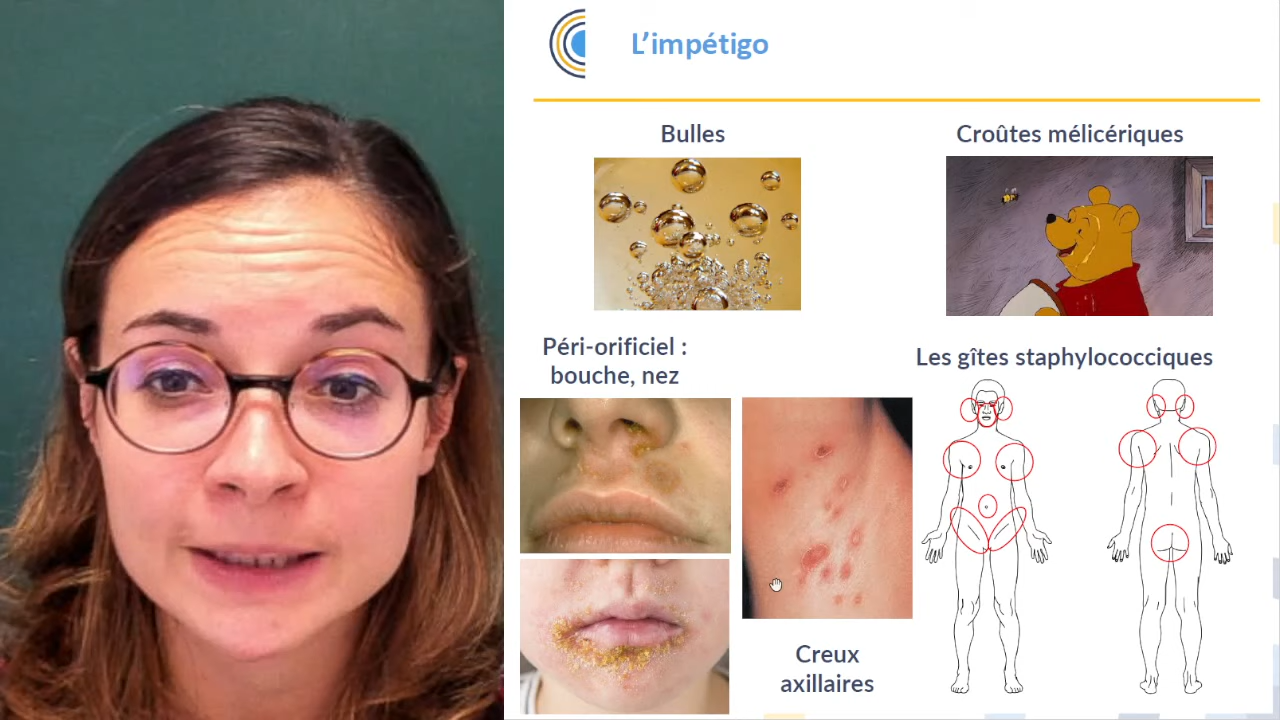 L’impétigo
Bulles
Croûtes mélicériques
Péri-orificiel :
bouche, nez
Les gîtes staphylococciques
Creux
axillaires